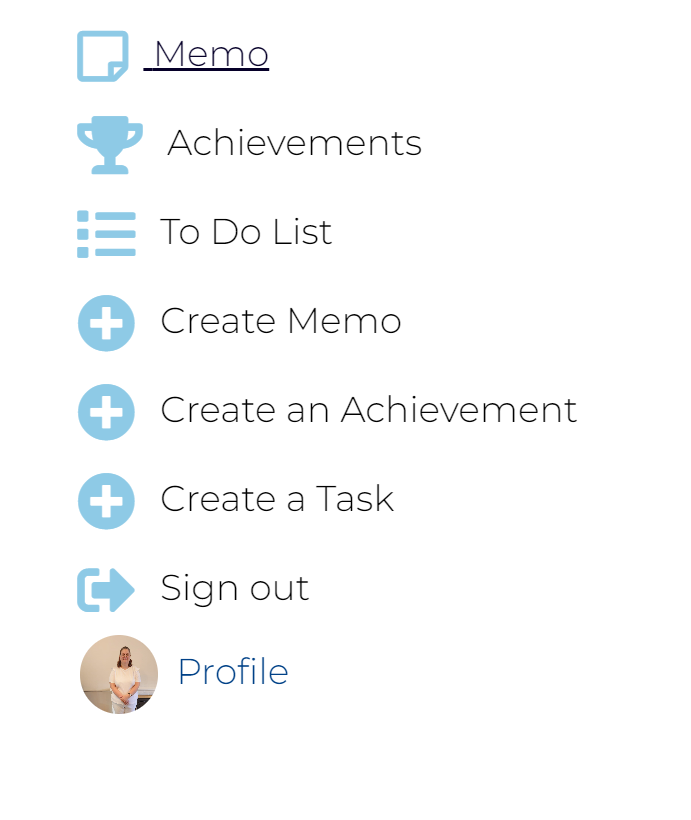 Memo
Achievements
To Do List
Create Memo
Create an Achievement
Create a Task
Sign out
Profile